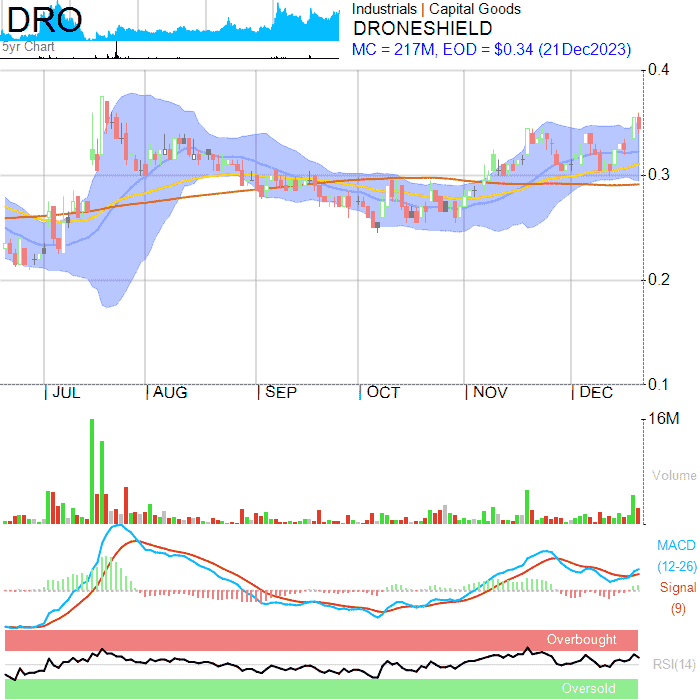 DRO
5yr Chart
Industrials | Capital Goods
DRONESHIELD
MC = 217M, EOD = $0.34 (21Dec2023)
0.4
0.3
0.2
0.1
JUL AUG SEP OCT NOV DEC
16M
Volume
MACD
(12-26)
Signal
(9)
Overbought
RSI(14)
Oversold